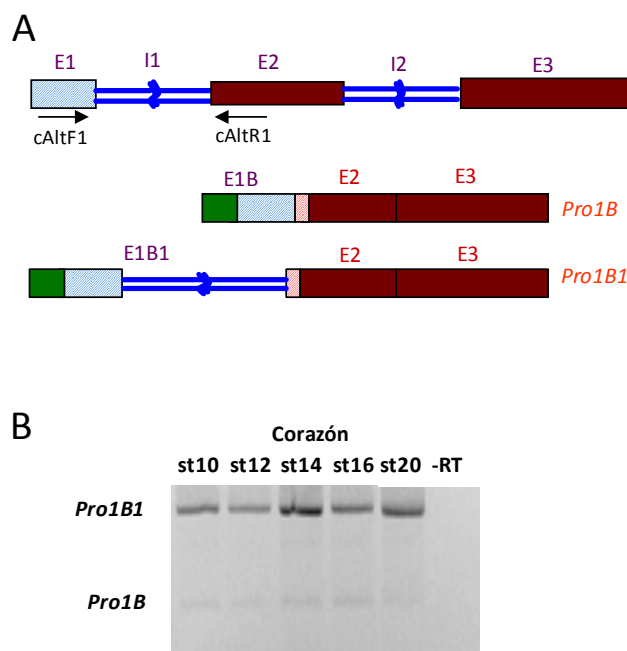 A
E1 I1 E2 I2 E3
cAltF1 cAltR1
E1B E2 E3
Pro1B
E1B1 E2 E3
Pro1B1
B
Corazón
st10 st12 st14 st16 st20 -RT
Pro1B1
Pro1B